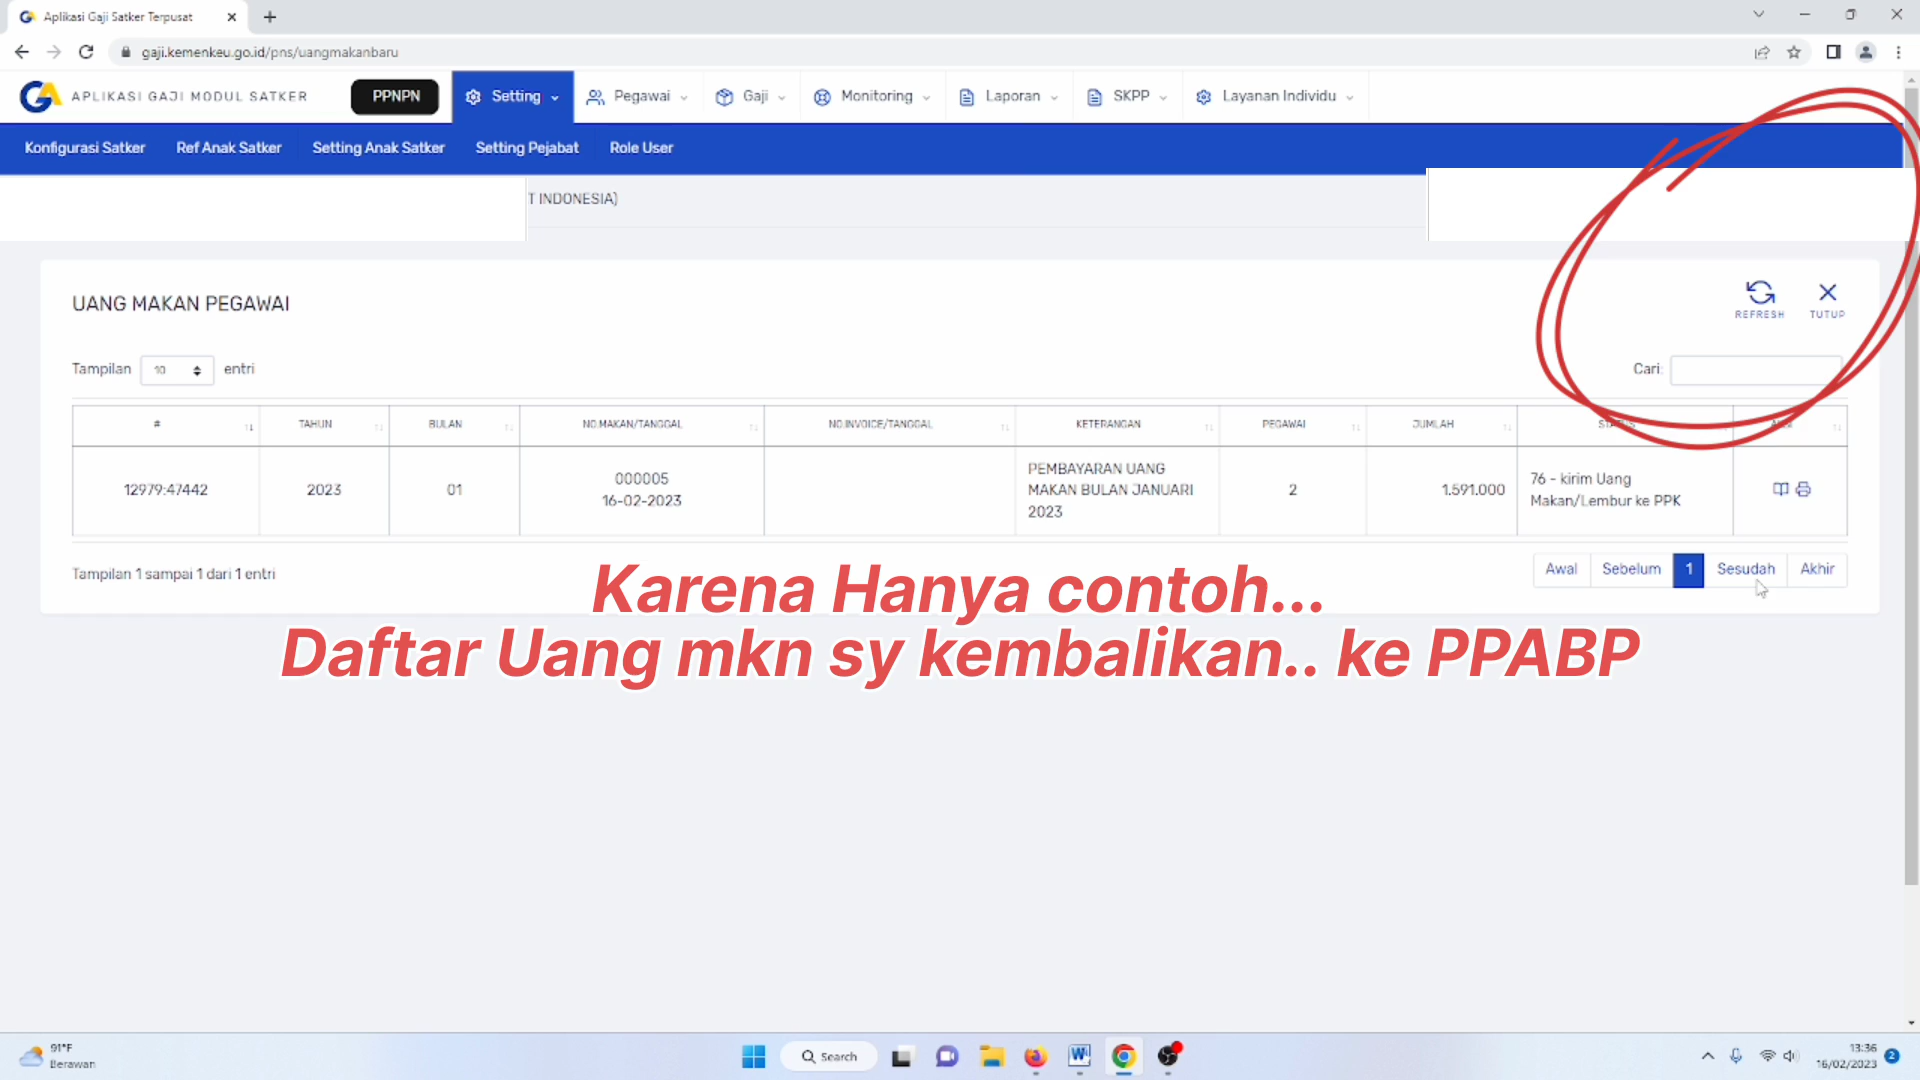 Aplikasi Gaji Satker Terpusat
gaji.kemenkeu.go.id/pns/uangmakanbaru
GA APLIKASI GAJI MODUL SATKER PPNPN Setting Pegawai Gaji Monitoring Laporan SKPP Layanan Individu
Konfigurasi Satker Ref Anak Satker Setting Anak Satker Setting Pejabat Role User
T INDONESIA)
UANG MAKAN PEGAWAI
REFRESH TUTUP
Tampilan 10 entri Cari:
# TAHUN BULAN NO.MAKAN/TANGGAL NO.INVOICE/TANGGAL KETERANGAN PEGAWAI JUMLAH
12979:47442 2023 01 000005 16-02-2023 PEMBAYARAN UANG MAKAN BULAN JANUARI 2023 2 1.591.000 76 - kirim Uang Makan/Lembur ke PPK
Tampilan 1 sampai 1 dari 1 entri Awal Sebelum 1 Sesudah Akhir
Karena Hanya contoh...
Daftar Uang mkn sy kembalikan.. ke PPABP
91°F
Berawan
Search
13:36
16/02/2023
2